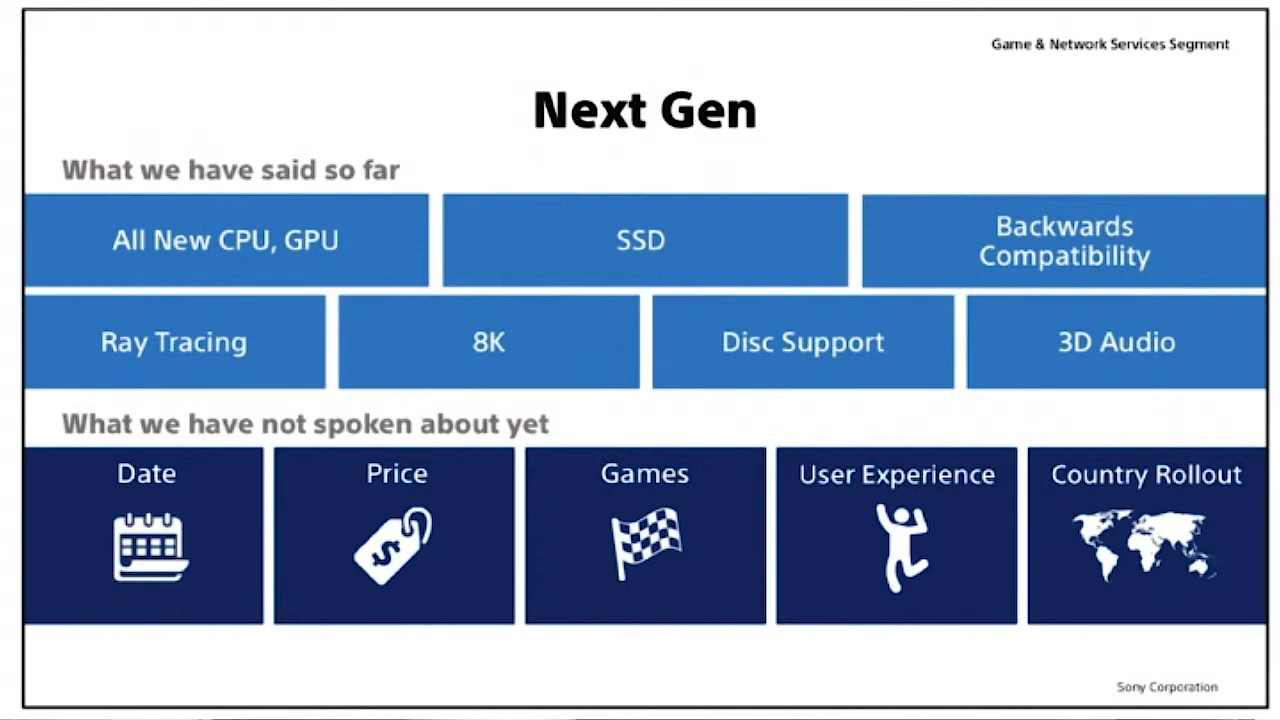 Game & Network Services Segment
Next Gen
What we have said so far
All New CPU, GPU
SSD
Backwards
Compatibility
Ray Tracing
8K
Disc Support
3D Audio
What we have not spoken about yet
Date
Price
Games
User Experience
Country Rollout
$
Sony Corporation